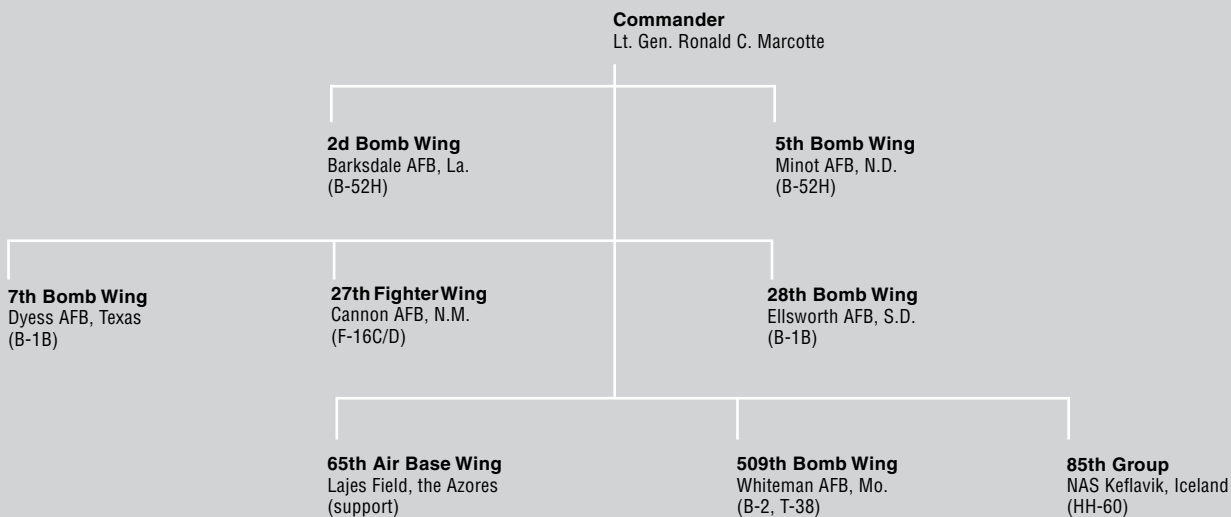 Commander
Lt. Gen. Ronald C. Marcotte
2d Bomb Wing
Barksdale AFB, La.
(B-52H)
5th Bomb Wing
Minot AFB, N.D.
(B-52H)
7th Bomb Wing
Dyess AFB, Texas
(B-1B)
27th Fighter Wing
Cannon AFB, N.M.
(F-16C/D)
28th Bomb Wing
Ellsworth AFB, S.D.
(B-1B)
65th Air Base Wing
Lajes Field, the Azores
(support)
509th Bomb Wing
Whiteman AFB, Mo.
(B-2, T-38)
85th Group
NAS Keflavik, Iceland
(HH-60)